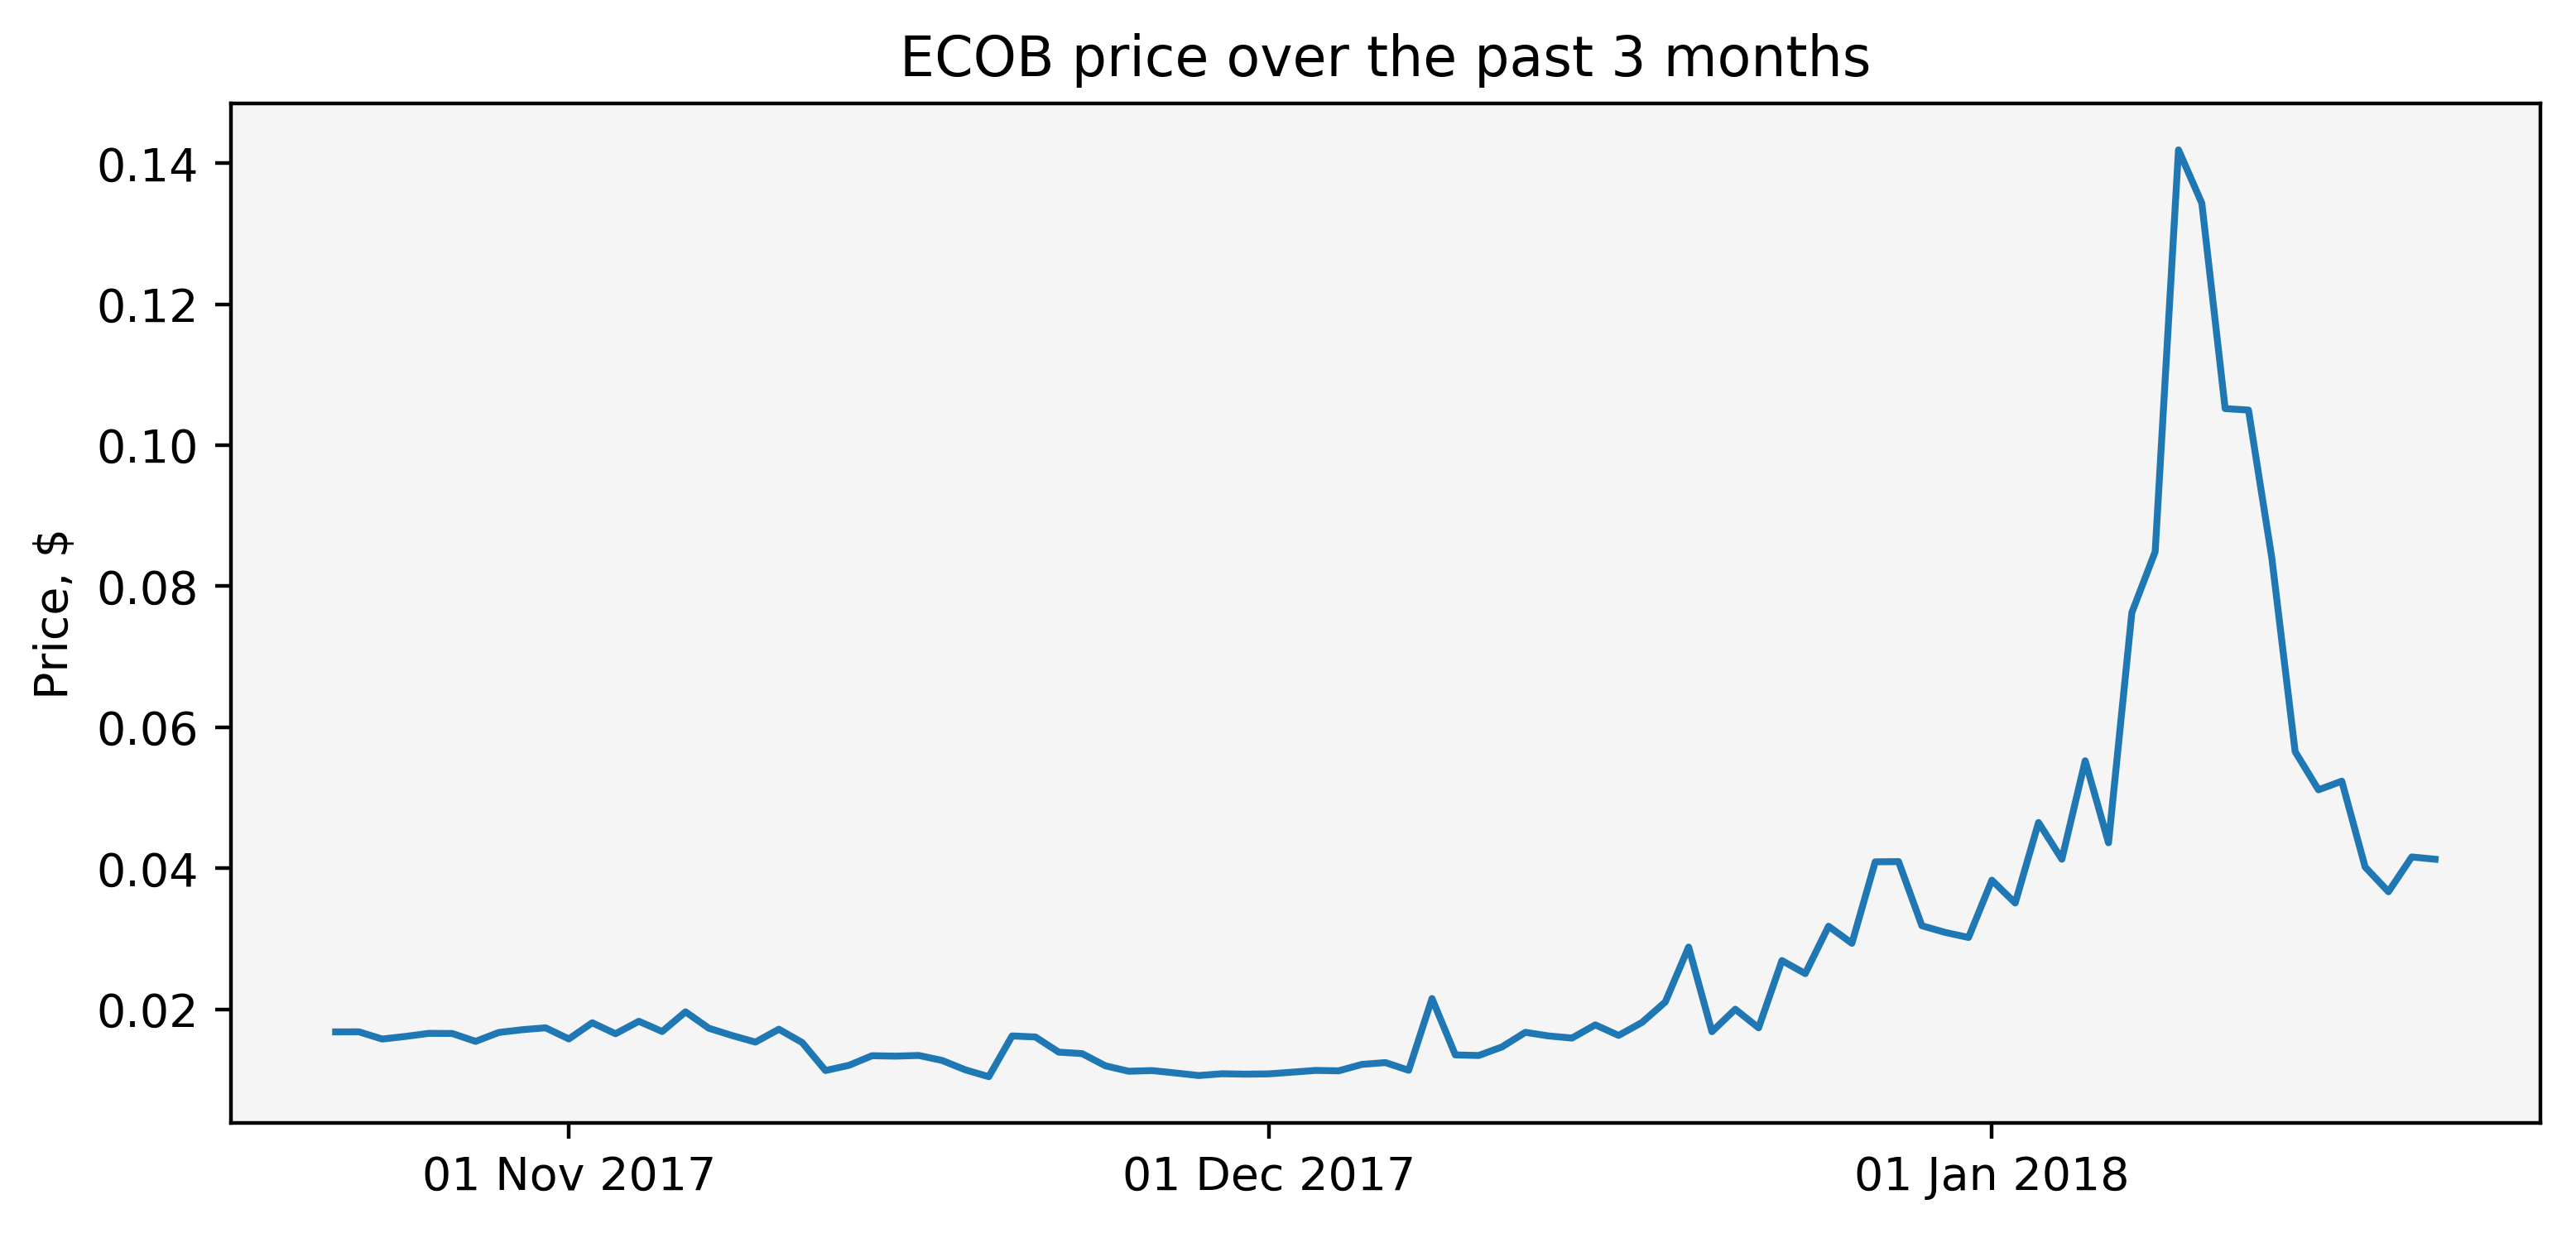 ECOB price over the past 3 months
Price, $
0.14
0.12
0.10
0.08
0.06
0.04
0.02
01 Nov 2017
01 Dec 2017
01 Jan 2018